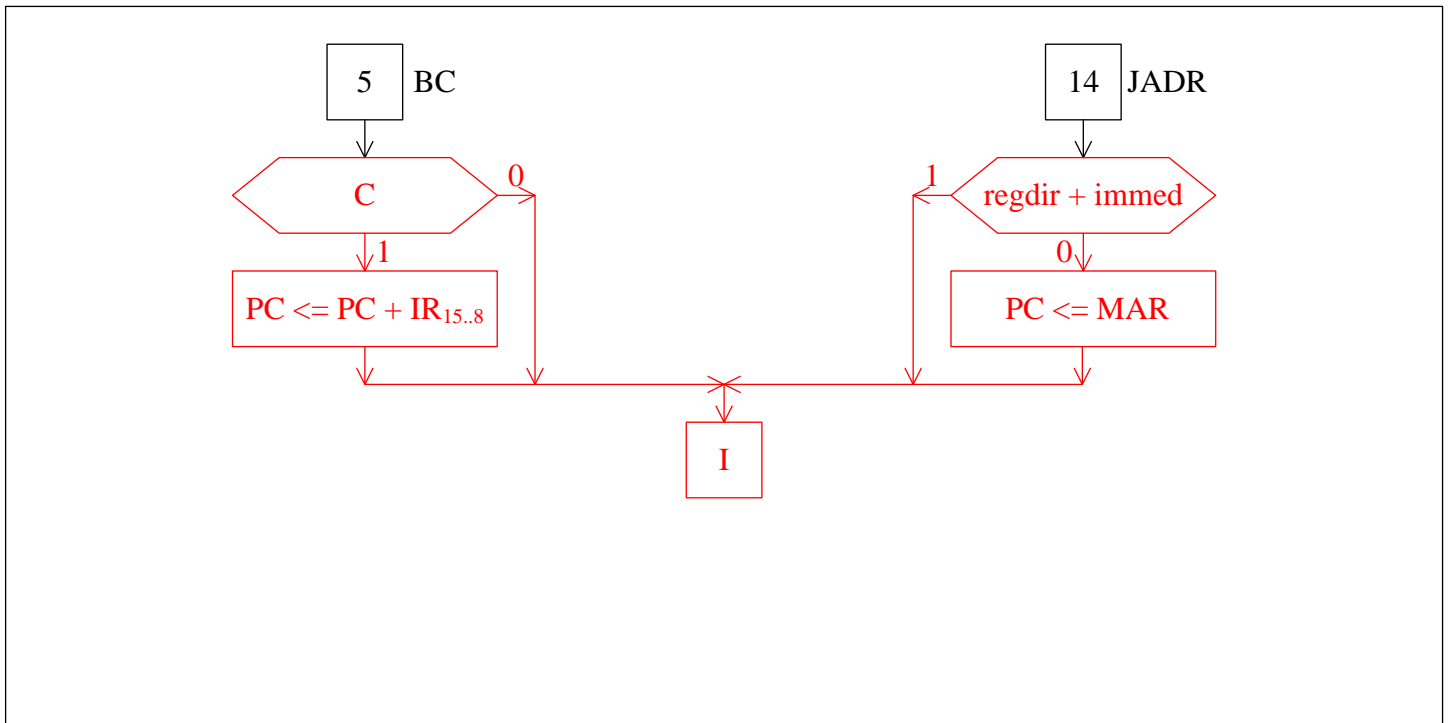 5 BC
14 JADR
C
0
1
regdir + immed
1
0
PC <= PC + IR15..8
PC <= MAR
I